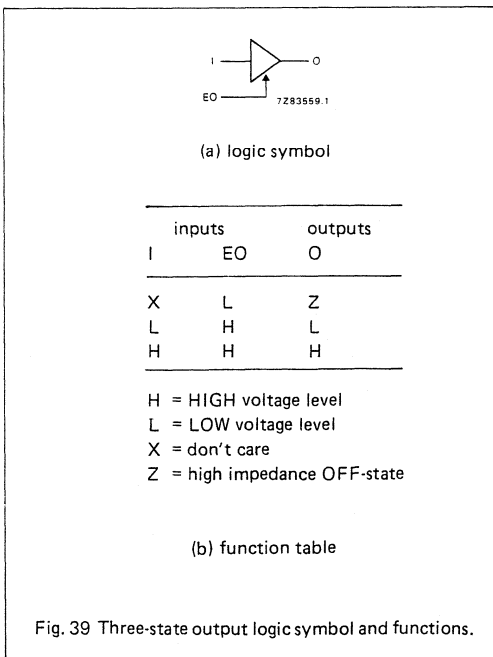 I O
EO 7Z83559.1
(a) logic symbol
inputs outputs
I EO O
X L Z
L H L
H H H
H = HIGH voltage level
L = LOW voltage level
X = don't care
Z = high impedance OFF-state
(b) function table
Fig. 39 Three-state output logic symbol and functions.